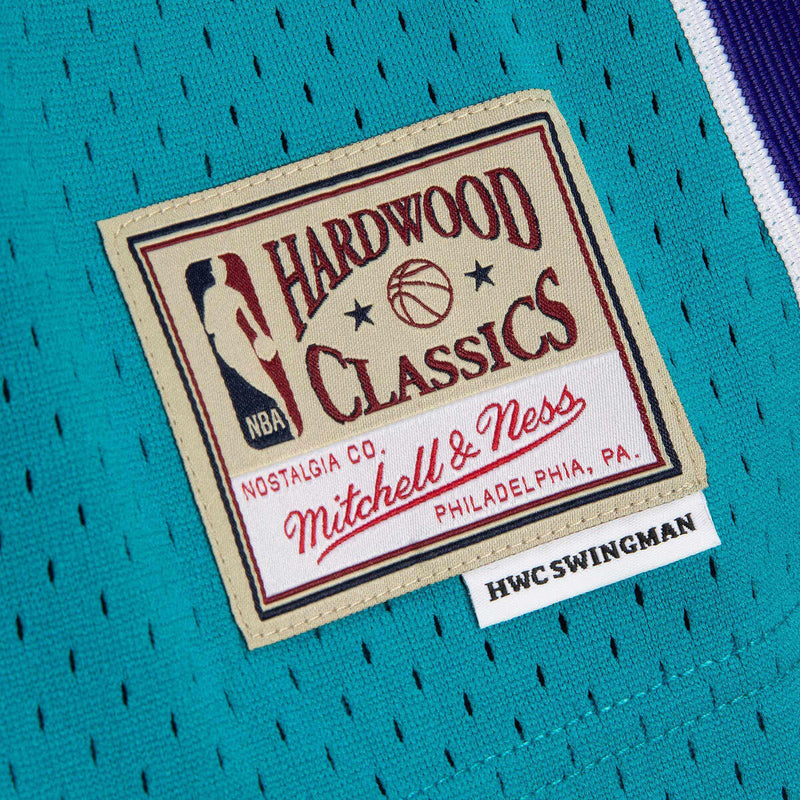 HARDWOOD
CLASSICS
NBA
NOSTALGIA CO.
Mitchell & Ness
PHILADELPHIA, PA.
HWC SWINGMAN